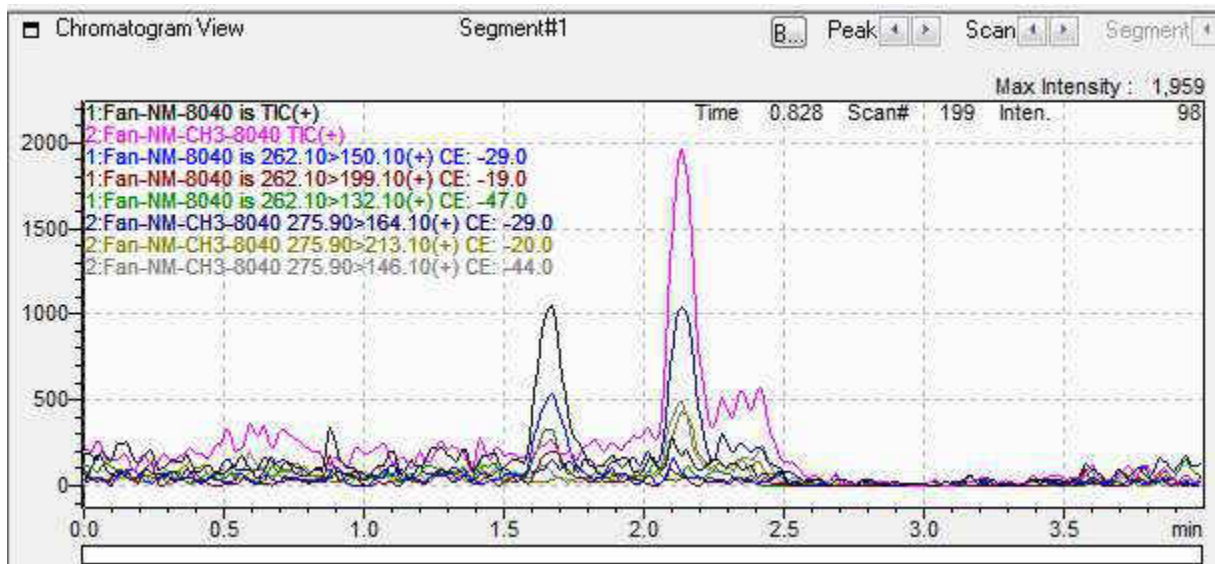 Chromatogram View Segment#1 B... Peak Scan Segment
Max Intensity : 1,959
Time 0.828 Scan# 199 Inten. 98
1:Fan-NM-8040 is TIC(+)
2:Fan-NM-CH3-8040 TIC(+)
1:Fan-NM-8040 is 262.10>150.10(+) CE: -29.0
1:Fan-NM-8040 is 262.10>199.10(+) CE: -19.0
1:Fan-NM-8040 is 262.10>132.10(+) CE: -47.0
2:Fan-NM-CH3-8040 275.90>164.10(+) CE: -29.0
2:Fan-NM-CH3-8040 275.90>213.10(+) CE: -20.0
2:Fan-NM-CH3-8040 275.90>146.10(+) CE: -44.0
2000
1500
1000
500
0
0.0 0.5 1.0 1.5 2.0 2.5 3.0 3.5 min